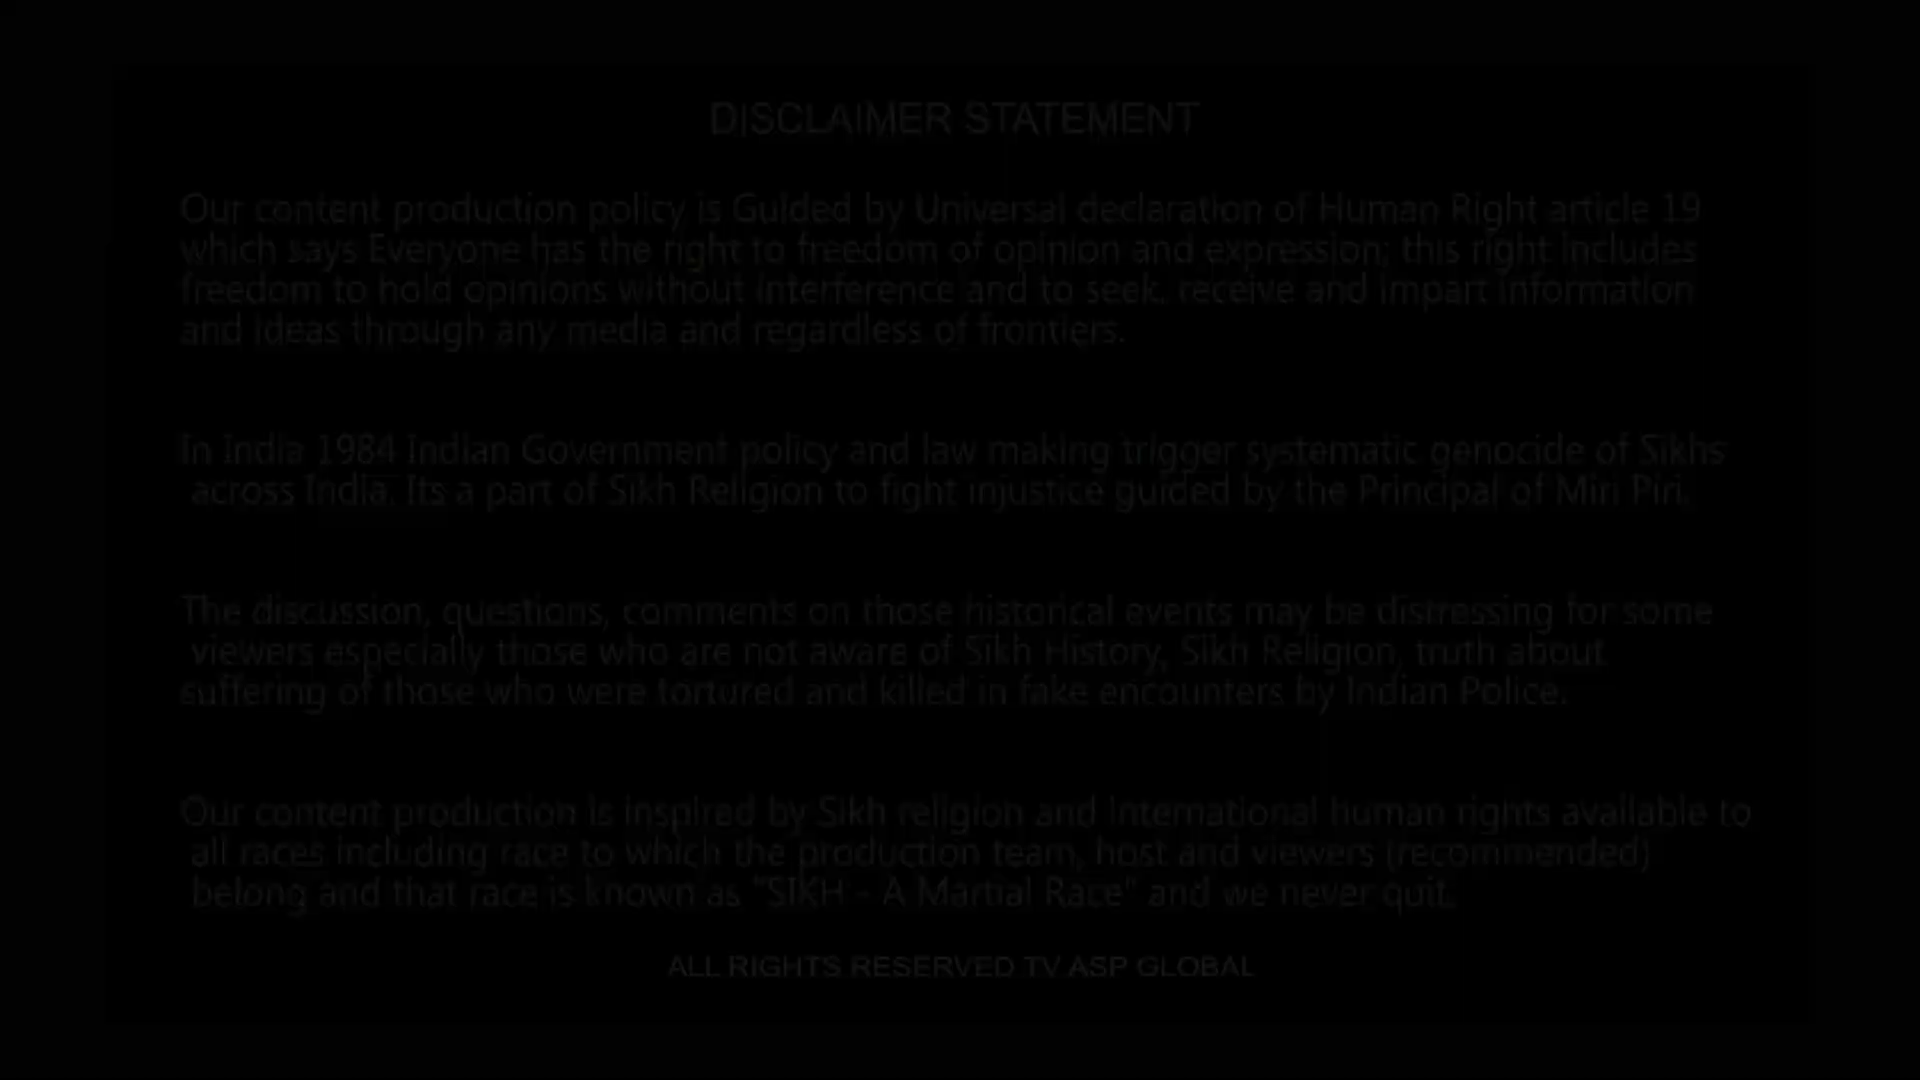 DISCLAIMER STATEMENT
Our content production policy is Guided by Universal declaration of Human Right article 19
which says Everyone has the right to freedom of opinion and expression; this right includes
freedom to hold opinions without interference and to seek, receive and impart information
and ideas through any media and regardless of frontiers.
In India 1984 Indian Government policy and law making trigger systematic genocide of Sikhs
across India. Its a part of Sikh Religion to fight injustice guided by the Principal of Miri Piri.
The discussion, questions, comments on those historical events may be distressing for some
viewers especially those who are not aware of Sikh History, Sikh Religion, truth about
suffering of those who were tortured and killed in fake encounters by Indian Police.
Our content production is inspired by Sikh religion and International human rights available to
all races including race to which the production team, host and viewers (recommended)
belong and that race is known as "SIKH - A Martial Race" and we never quit.
ALL RIGHTS RESERVED TV ASP GLOBAL